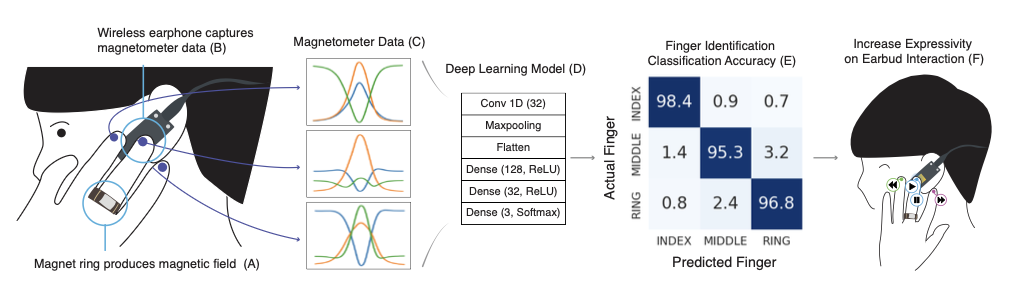 Wireless earphone captures
magnetometer data (B)
Magnet ring produces magnetic field (A)
Magnetometer Data (C)
Deep Learning Model (D)
Conv 1D (32)
Maxpooling
Flatten
Dense (128, ReLU)
Dense (32, ReLU)
Dense (3, Softmax)
Finger Identification
Classification Accuracy (E)
Actual Finger
INDEX
98.4 0.9 0.7
MIDDLE
1.4 95.3 3.2
RING
0.8 2.4 96.8
INDEX MIDDLE RING
Predicted Finger
Increase Expressivity
on Earbud Interaction (F)